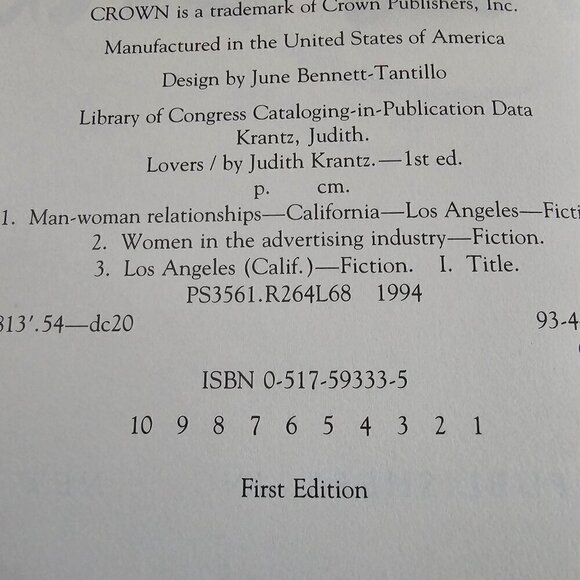 CROWN is a trademark of Crown Publishers, Inc.
Manufactured in the United States of America
Design by June Bennett-Tantillo
Library of Congress Cataloging-in-Publication Data
Krantz, Judith.
Lovers / by Judith Krantz.—1st ed.
p. cm.
1. Man-woman relationships—California—Los Angeles—Ficti
2. Women in the advertising industry—Fiction.
3. Los Angeles (Calif.)—Fiction. I. Title.
PS3561.R264L68 1994
813'.54—dc20 93-4
ISBN 0-517-59333-5
10 9 8 7 6 5 4 3 2 1
First Edition